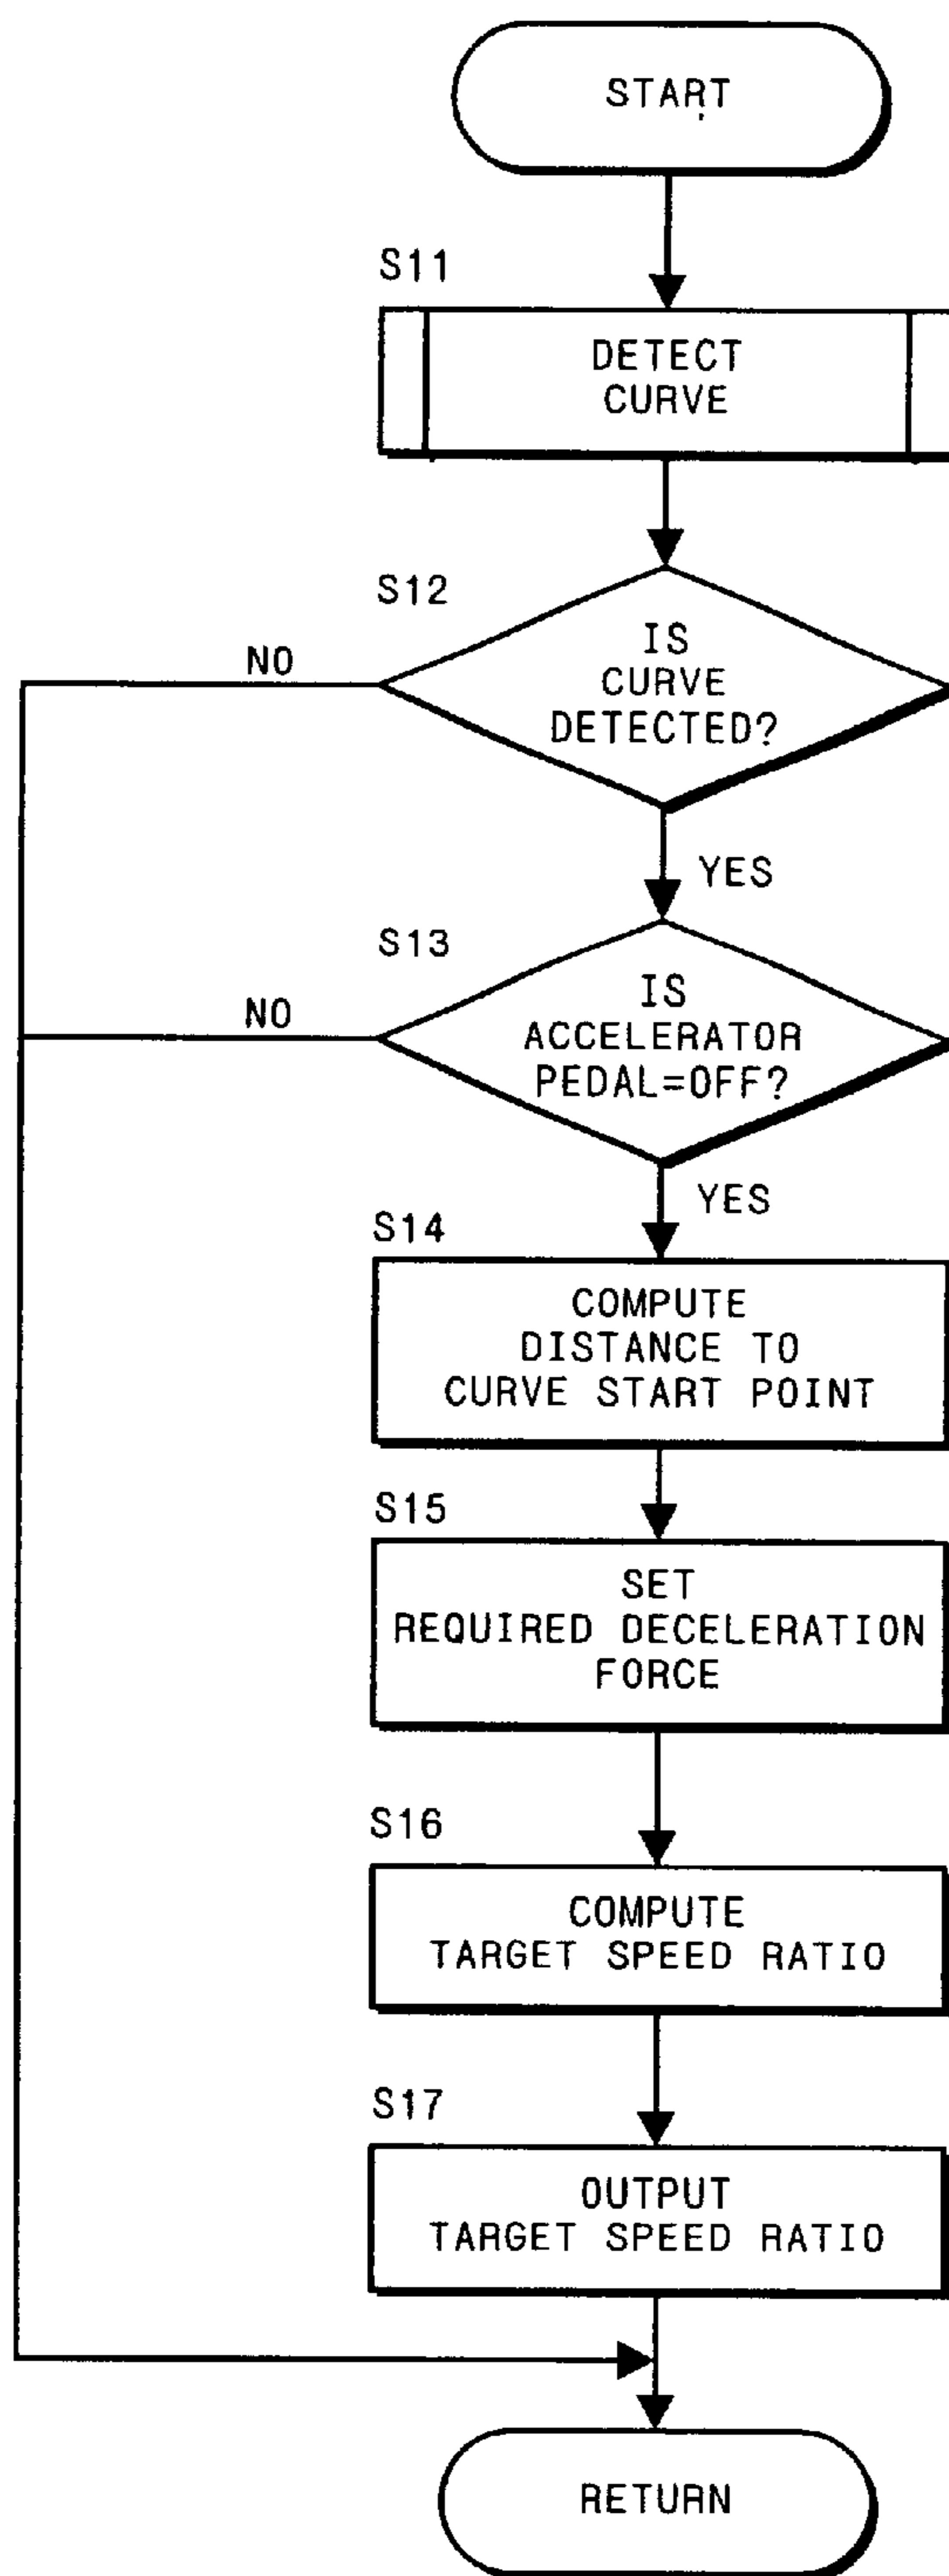 START
S11
DETECT
CURVE
S12
IS
CURVE
DETECTED?
NO
YES
S13
IS
ACCELERATOR
PEDAL=OFF?
NO
YES
S14
COMPUTE
DISTANCE TO
CURVE START POINT
S15
SET
REQUIRED DECELERATION
FORCE
S16
COMPUTE
TARGET SPEED RATIO
S17
OUTPUT
TARGET SPEED RATIO
RETURN